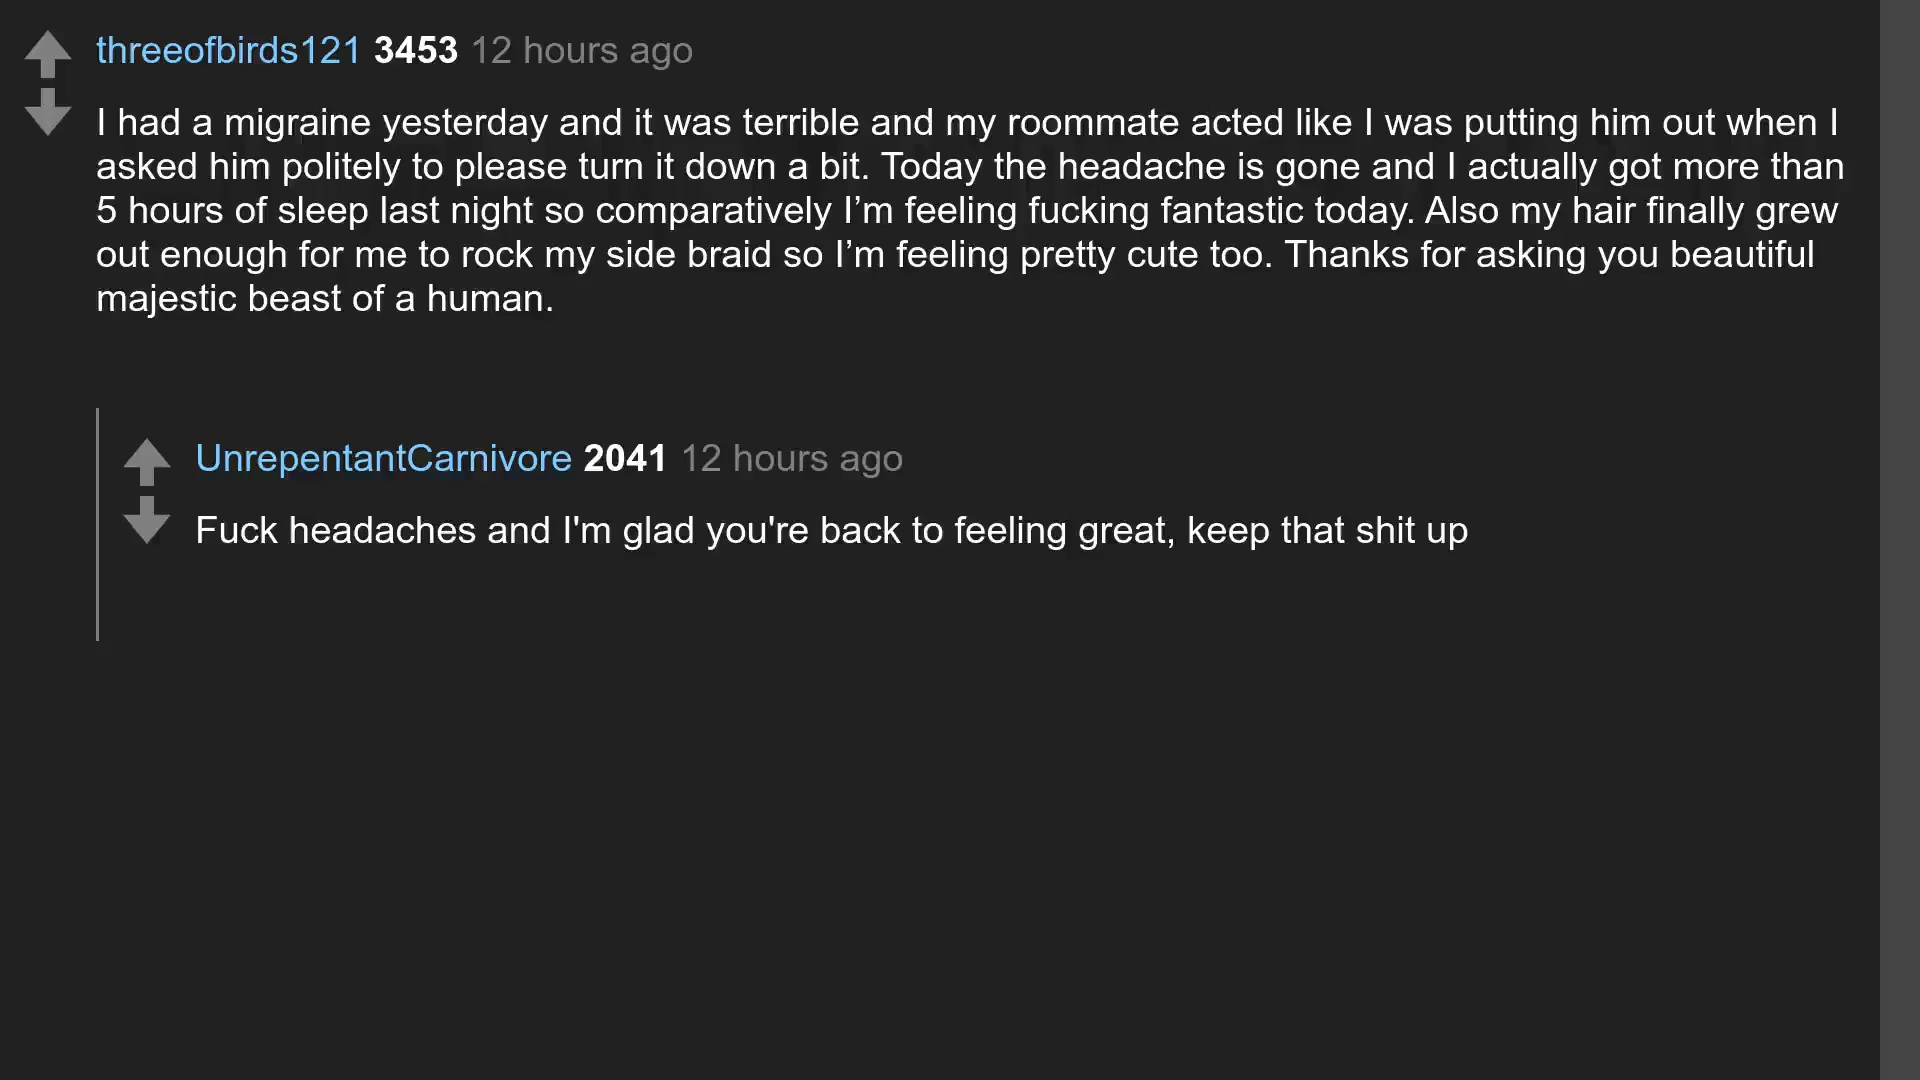 threeofbirds121 3453 12 hours ago
I had a migraine yesterday and it was terrible and my roommate acted like I was putting him out when I
asked him politely to please turn it down a bit. Today the headache is gone and I actually got more than
5 hours of sleep last night so comparatively I’m feeling fucking fantastic today. Also my hair finally grew
out enough for me to rock my side braid so I’m feeling pretty cute too. Thanks for asking you beautiful
majestic beast of a human.
UnrepentantCarnivore 2041 12 hours ago
Fuck headaches and I'm glad you're back to feeling great, keep that shit up